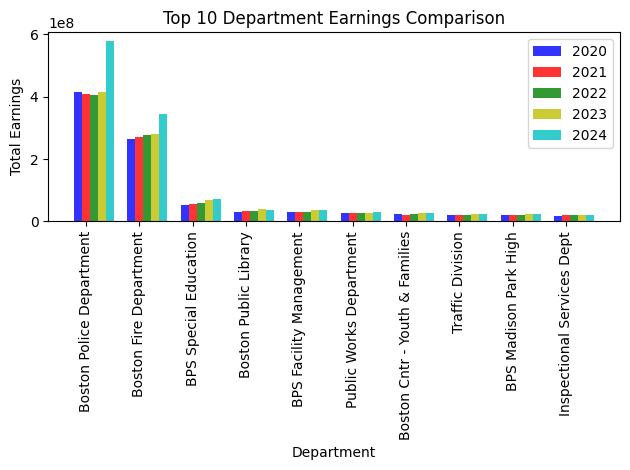 Top 10 Department Earnings Comparison
1e8
6
4
2
0
Total Earnings
2020
2021
2022
2023
2024
Boston Police Department
Boston Fire Department
BPS Special Education
Boston Public Library
BPS Facility Management
Public Works Department
Boston Cntr - Youth & Families
Traffic Division
BPS Madison Park High
Inspectional Services Dept
Department